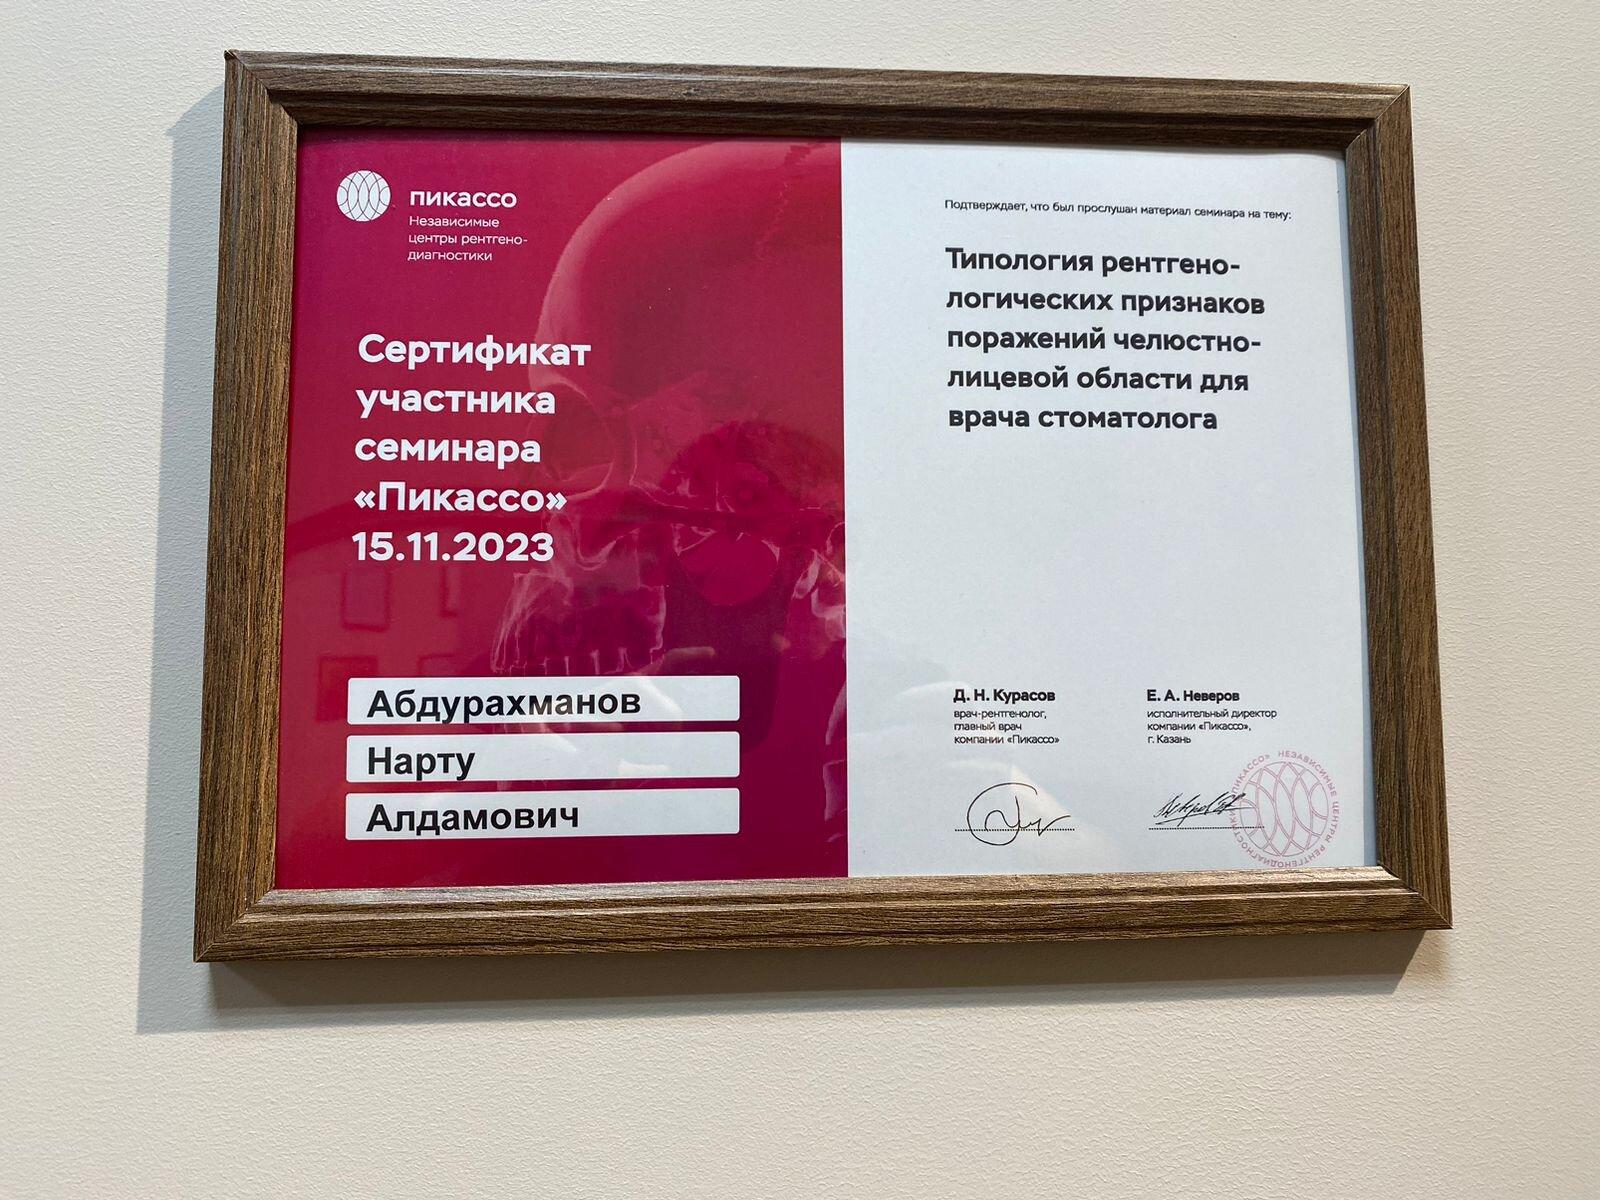 пикассо
Независимые
центры рентгено-
диагностики
Сертификат
участника
семинара
«Пикассо»
15.11.2023
Абдурахманов
Нарту
Алдамович
Подтверждает, что был прослушан материал семинара на тему:
Типология рентгено-
логических признаков
поражений челюстно-
лицевой области для
врача стоматолога
Д. Н. Курасов
врач-рентгенолог,
главный врач
компании «Пикассо»
Е. А. Неверов
исполнительный директор
компании «Пикассо»,
г. Казань
«ПИКАССО» НЕЗАВИСИМЫЕ ЦЕНТРЫ РЕНТГЕНОДИАГНОСТИКИ